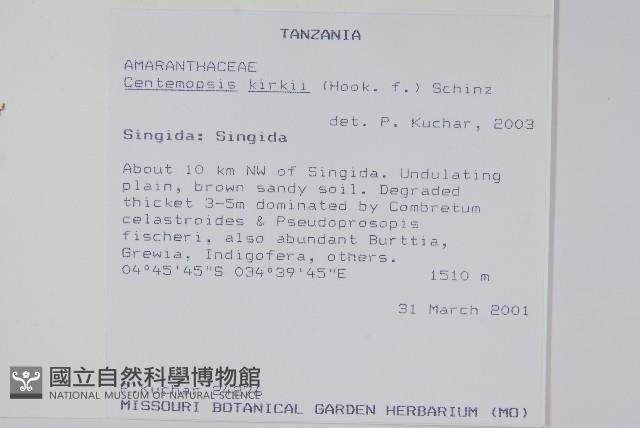 TANZANIA
AMARANTHACEAE
Centemopsis kirkii (Hook. f.) Schinz
det. P. Kuchar, 2003
Singida: Singida
About 10 km NW of Singida. Undulating
plain, brown sandy soil. Degraded
thicket 3-5m dominated by Combretum
celastroides & Pseudoprosopis
fischeri, also abundant Burttia,
Grewia, Indigofera, others.
04°45'45"S 034°39'45"E 1510 m
31 March 2001
國立自然科學博物館
Kuchar
NATIONAL MUSEUM OF NATURAL SCIENCE
MISSOURI BOTANICAL GARDEN HERBARIUM (MO)